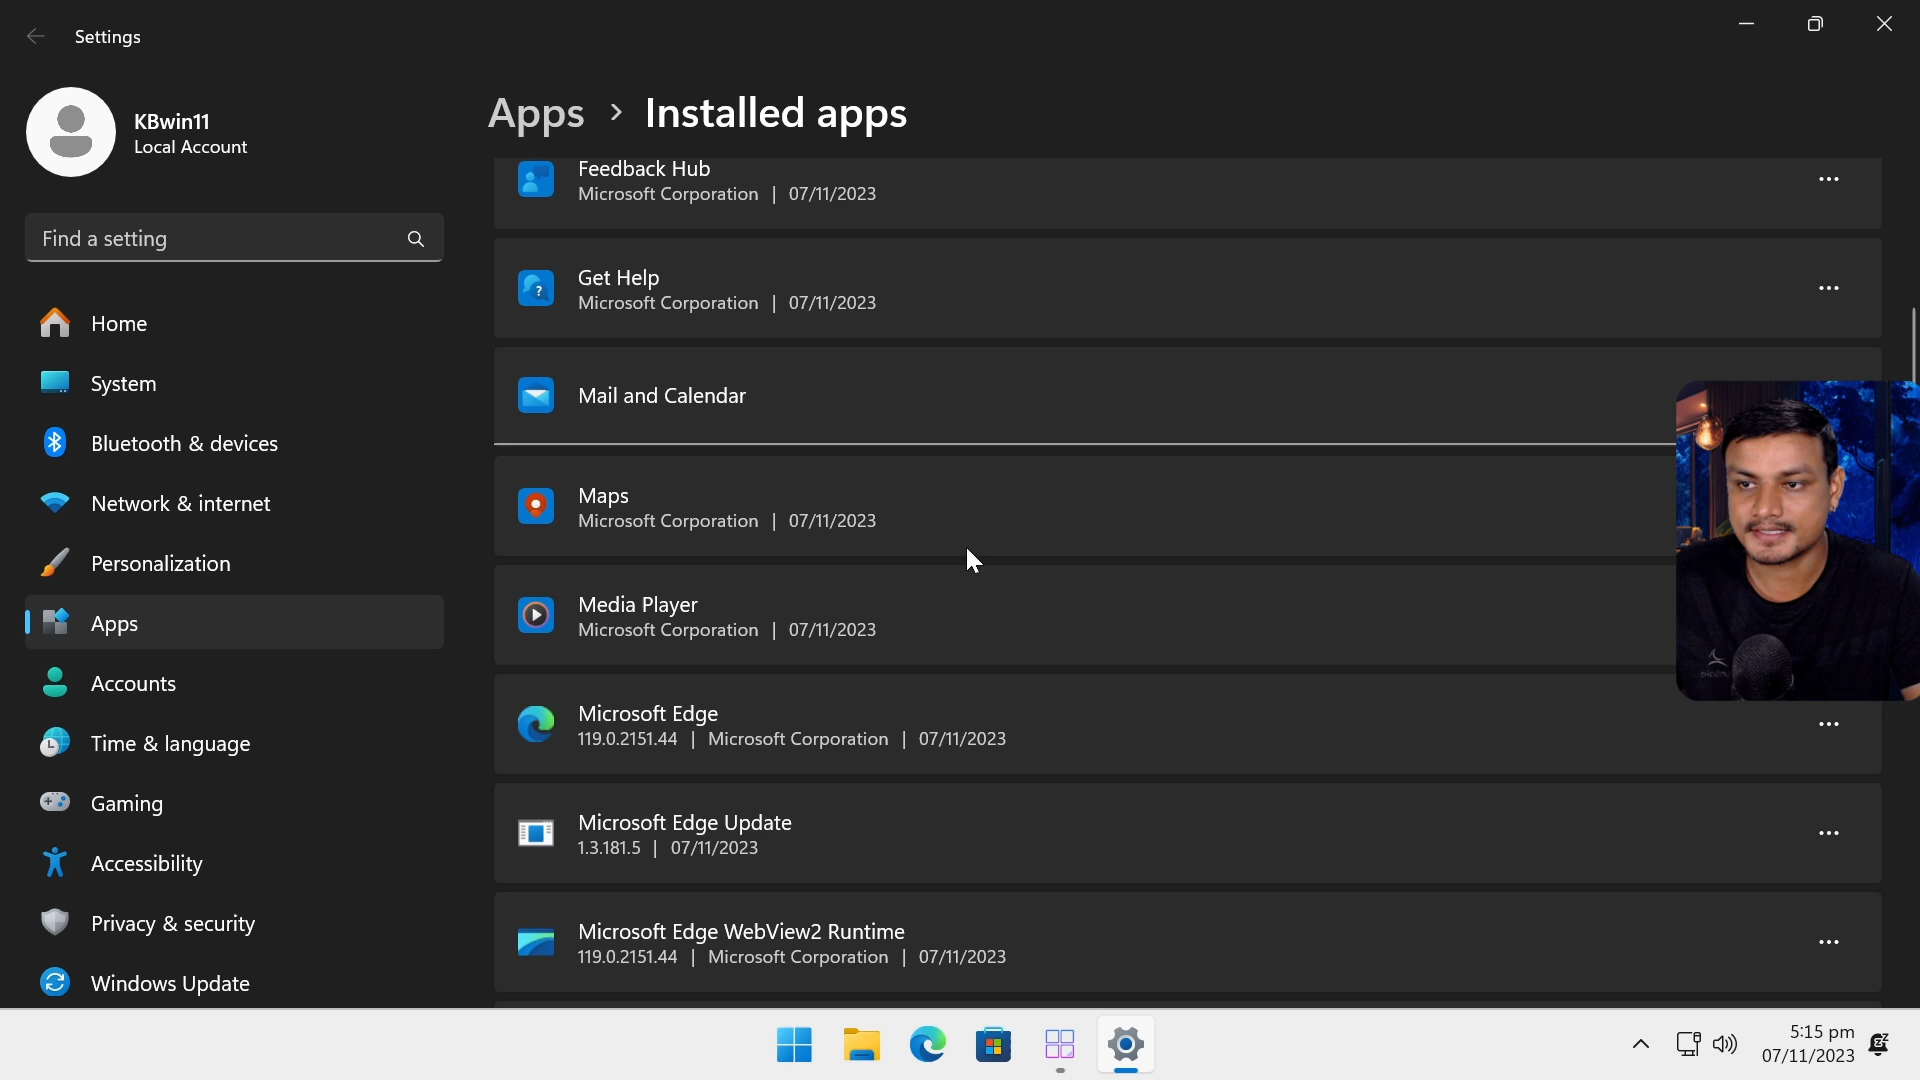 Settings
KBwin11
Local Account
Find a setting
Home
System
Bluetooth & devices
Network & internet
Personalization
Apps
Accounts
Time & language
Gaming
Accessibility
Privacy & security
Windows Update
Apps > Installed apps
Feedback Hub
Microsoft Corporation | 07/11/2023
Get Help
Microsoft Corporation | 07/11/2023
Mail and Calendar
Maps
Microsoft Corporation | 07/11/2023
Media Player
Microsoft Corporation | 07/11/2023
Microsoft Edge
119.0.2151.44 | Microsoft Corporation | 07/11/2023
Microsoft Edge Update
1.3.181.5 | 07/11/2023
Microsoft Edge WebView2 Runtime
119.0.2151.44 | Microsoft Corporation | 07/11/2023
5:15 pm
07/11/2023